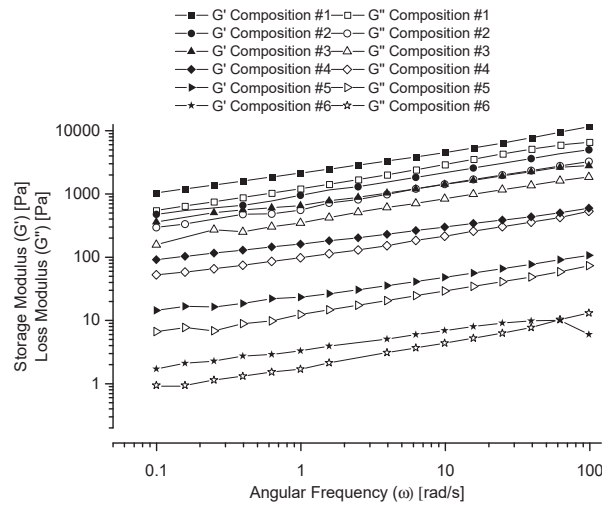 G' Composition #1 G'' Composition #1
G' Composition #2 G'' Composition #2
G' Composition #3 G'' Composition #3
G' Composition #4 G'' Composition #4
G' Composition #5 G'' Composition #5
G' Composition #6 G'' Composition #6
Storage Modulus (G') [Pa]
Loss Modulus (G'') [Pa]
10000
1000
100
10
1
0.1 1 10 100
Angular Frequency (ω) [rad/s]